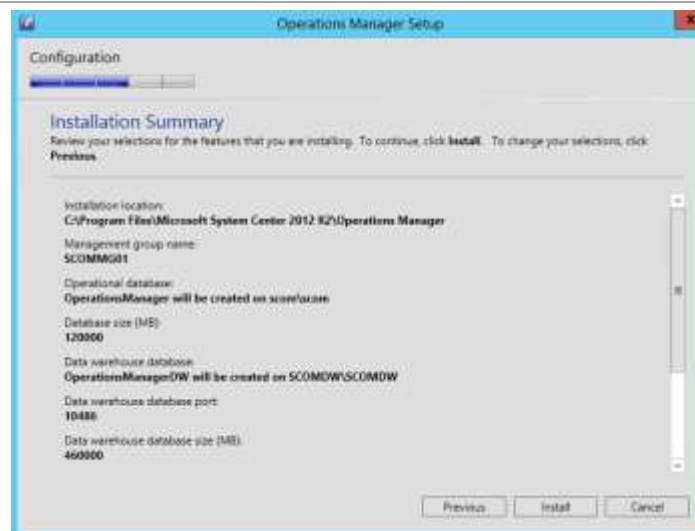 Operations Manager Setup
x
Configuration
Installation Summary
Review your selections for the features that you are installing. To continue, click Install. To change your selections, click
Previous.
Installation location:
C:\Program Files\Microsoft System Center 2012 R2\Operations Manager
Management group name:
SCOMMG01
Operational database:
OperationsManager will be created on scom\scom
Database size (MB):
120000
Data warehouse database:
OperationsManagerDW will be created on SCOMDW\SCOMDW
Data warehouse database port:
10486
Data warehouse database size (MB):
460000
Previous Install Cancel